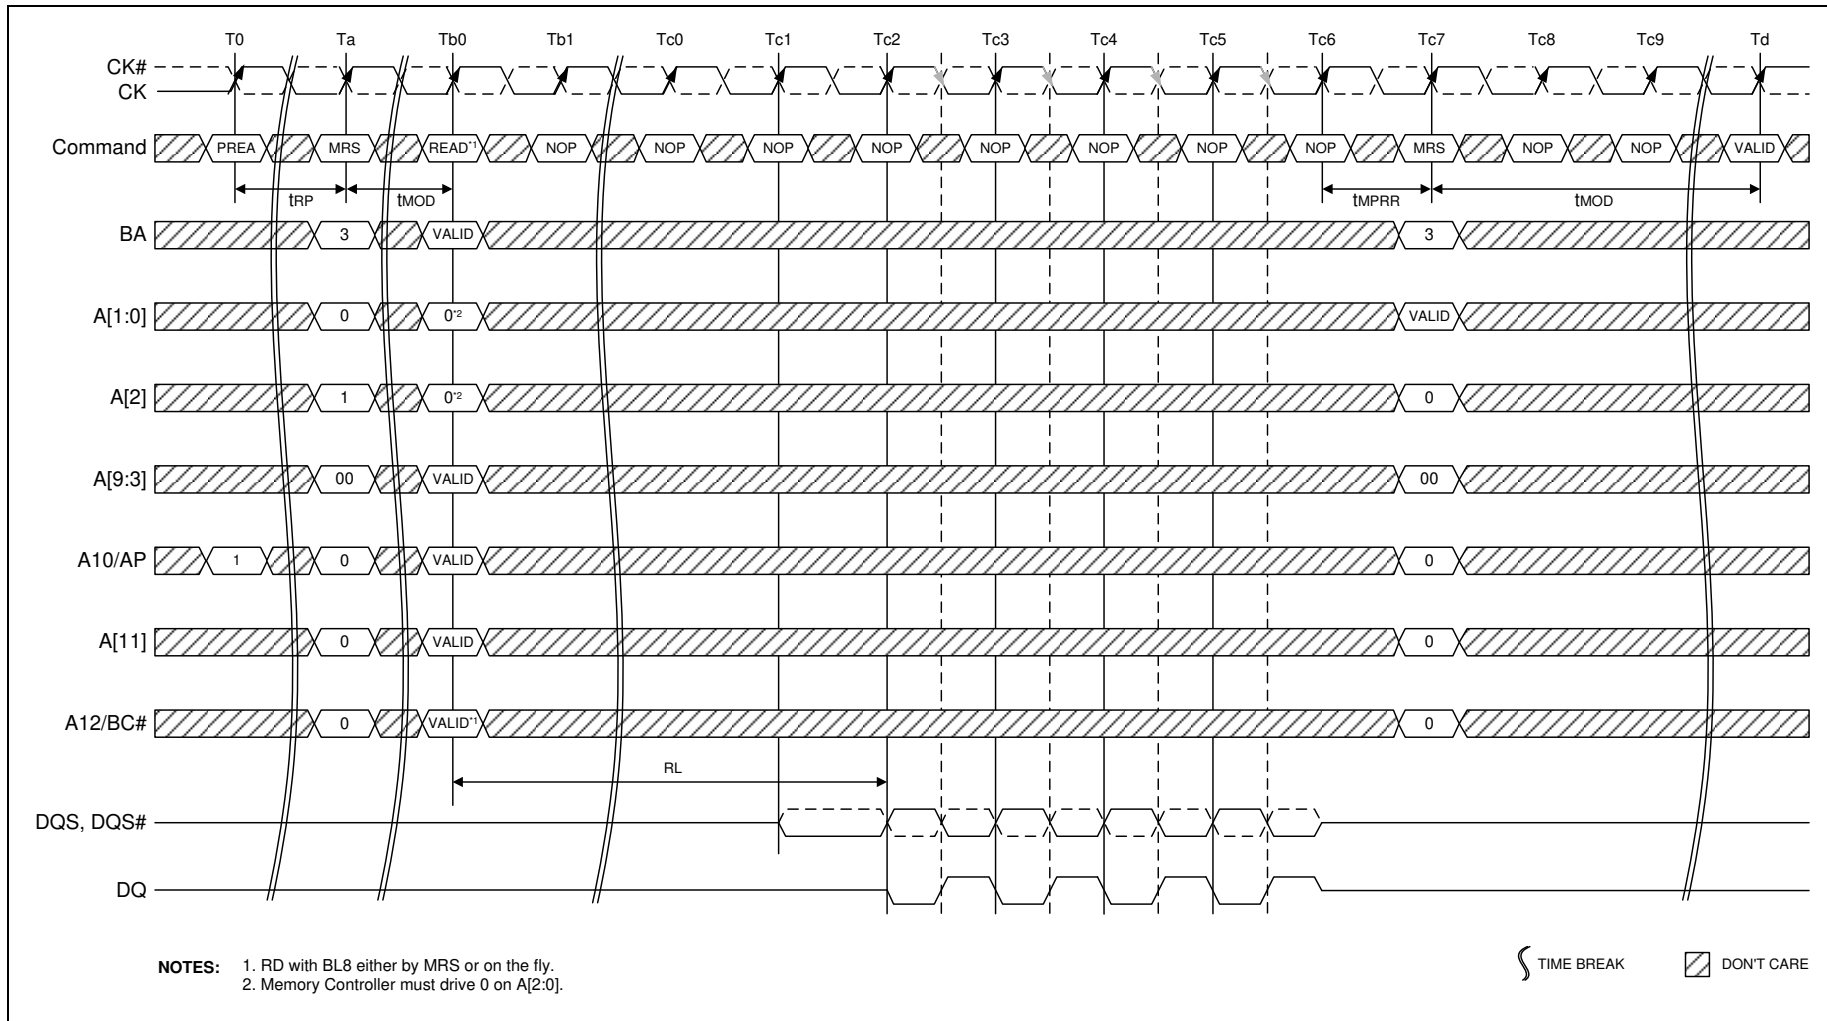 T0 Ta Tb0 Tb1 Tc0 Tc1 Tc2 Tc3 Tc4 Tc5 Tc6 Tc7 Tc8 Tc9 Td
CK#
CK
Command PREA MRS READ*1 NOP NOP NOP NOP NOP NOP NOP NOP MRS NOP NOP VALID
tRP tMOD tMPRR tMOD
BA 3 VALID 3
A[1:0] 0 0*2 VALID
A[2] 1 0*2 0
A[9:3] 00 VALID 00
A10/AP 1 0 VALID 0
A[11] 0 VALID 0
A12/BC# 0 VALID*1 0
RL
DQS, DQS#
DQ
NOTES: 1. RD with BL8 either by MRS or on the fly.
2. Memory Controller must drive 0 on A[2:0].
TIME BREAK DON'T CARE